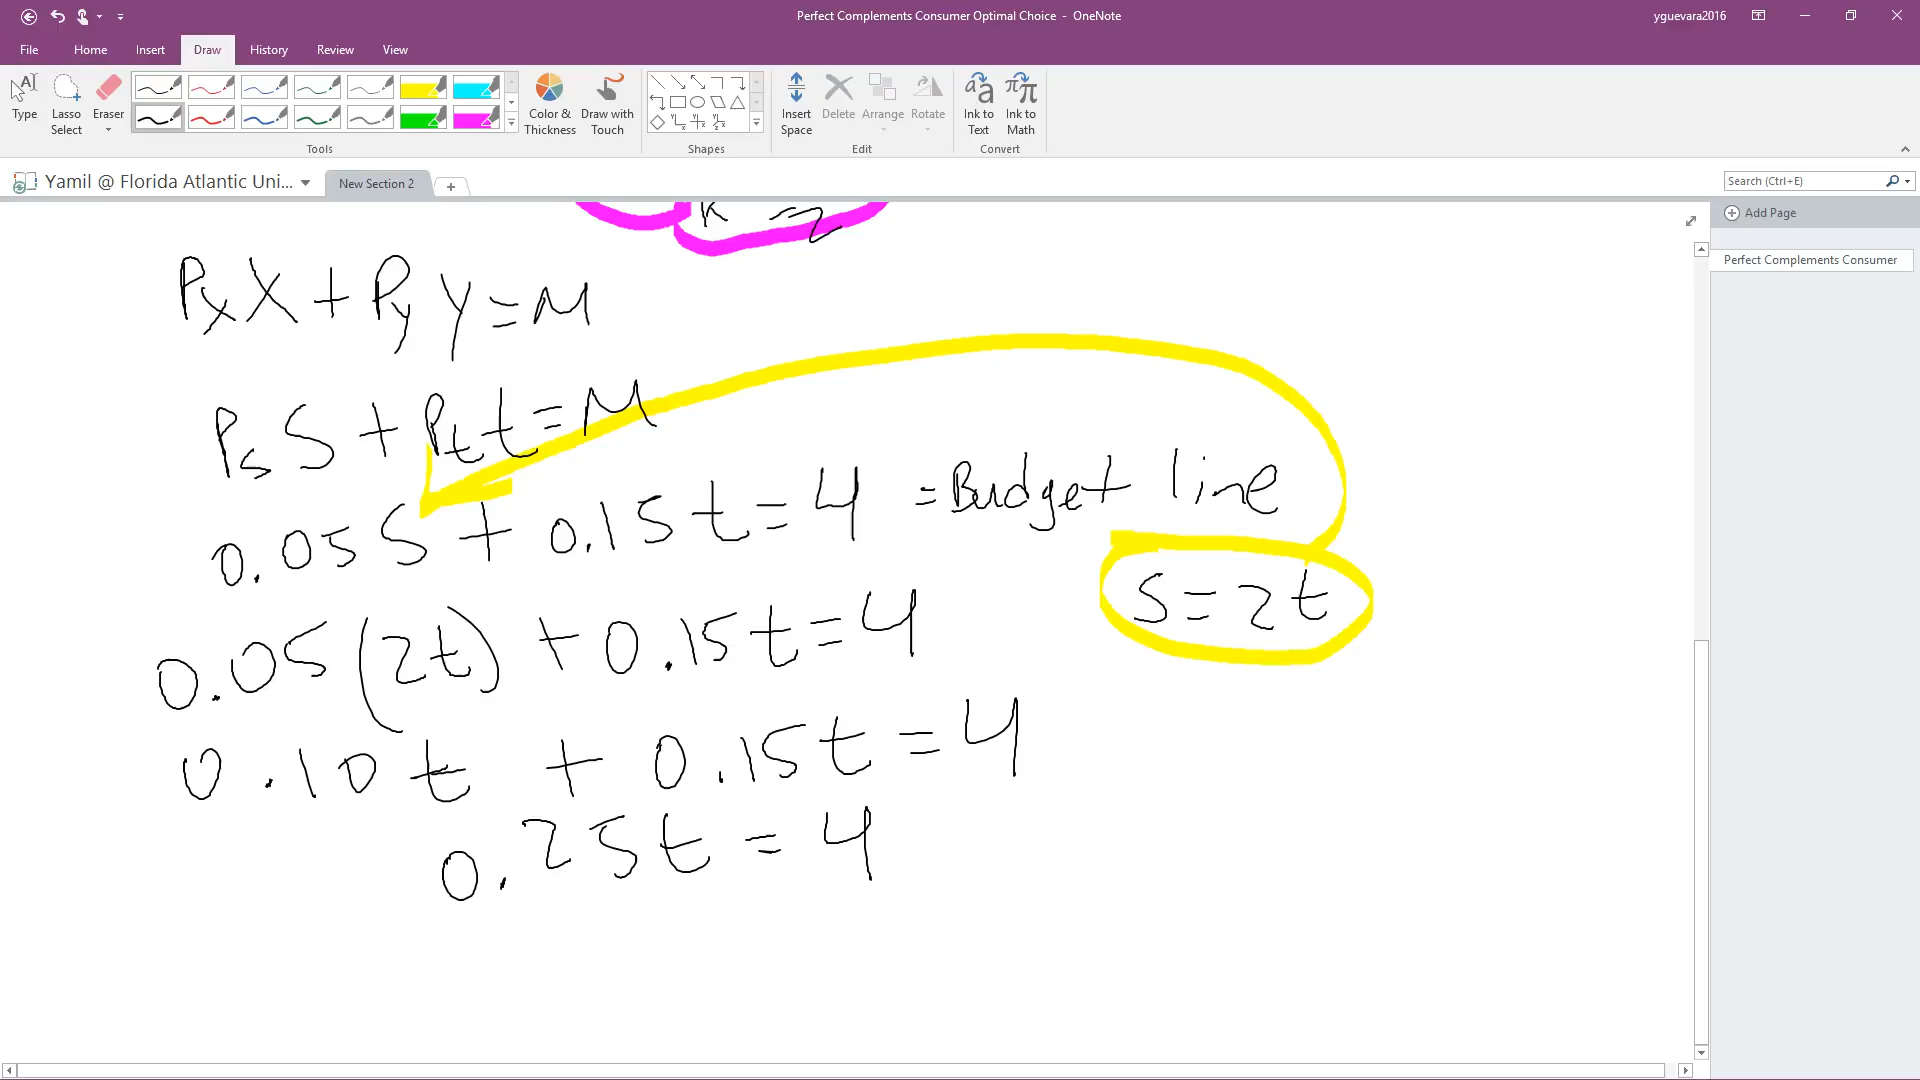 Perfect Complements Consumer Optimal Choice - OneNote
yguevara2016
File Home Insert Draw History Review View
Type
Lasso Select
Eraser
Color & Thickness
Draw with Touch
Insert Space
Delete
Arrange
Rotate
Ink to Text
Ink to Math
Tools
Shapes
Edit
Convert
Yamil @ Florida Atlantic Uni...
New Section 2
Search (Ctrl+E)
Add Page
Perfect Complements Consumer
PxX + PyY = M
PsS + Ptt = M
0.05S + 0.15t = 4 = Budget line
S = 2t
0.05(2t) + 0.15t = 4
0.10t + 0.15t = 4
0.25t = 4